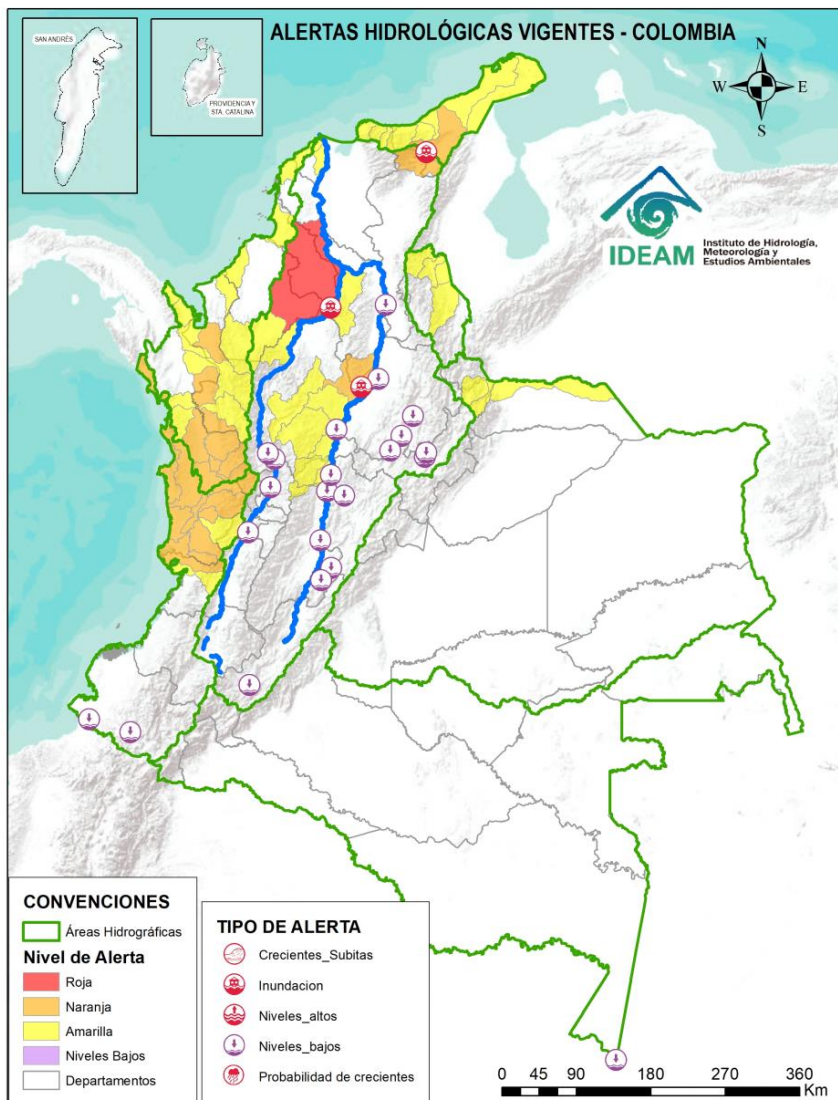 ALERTAS HIDROLÓGICAS VIGENTES - COLOMBIA
SAN ANDRÉS
PROVIDENCIA Y
STA. CATALINA
N
W
E
S
IDEAM
Instituto de Hidrología,
Meteorología y
Estudios Ambientales
CONVENCIONES
Áreas Hidrográficas
Nivel de Alerta
Roja
Naranja
Amarilla
Niveles Bajos
Departamentos
TIPO DE ALERTA
Crecientes_Subitas
Inundacion
Niveles_altos
Niveles_bajos
Probabilidad de crecientes
0 45 90 180 270 360
Km